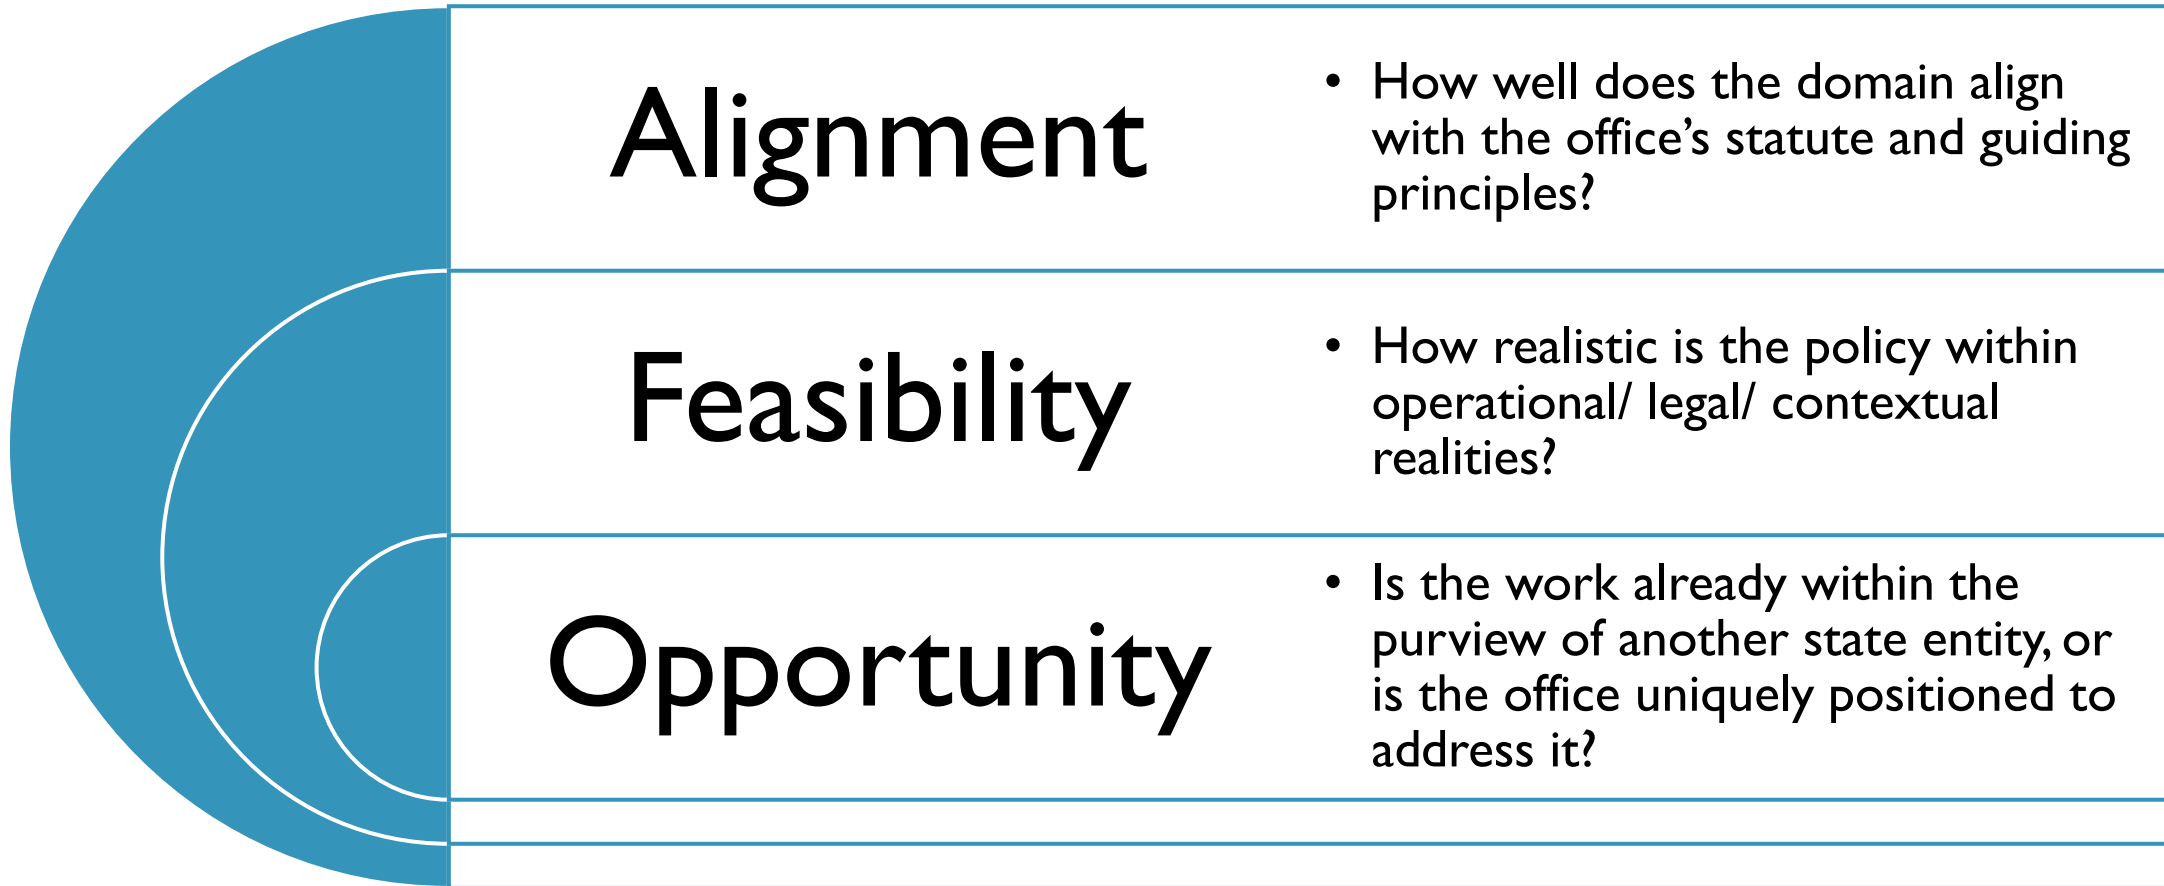 Alignment
• How well does the domain align
with the office’s statute and guiding
principles?
Feasibility
• How realistic is the policy within
operational/ legal/ contextual
realities?
Opportunity
• Is the work already within the
purview of another state entity, or
is the office uniquely positioned to
address it?